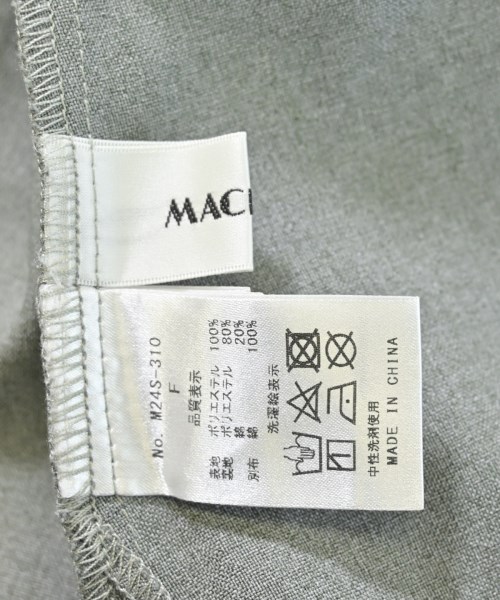 MAC
No. M24S-310
F
品質表示
表地 ポリエステル 100%
裏地 ポリエステル 80%
綿 20%
別布 綿 100%
洗濯絵表示
中性洗剤使用
MADE IN CHINA